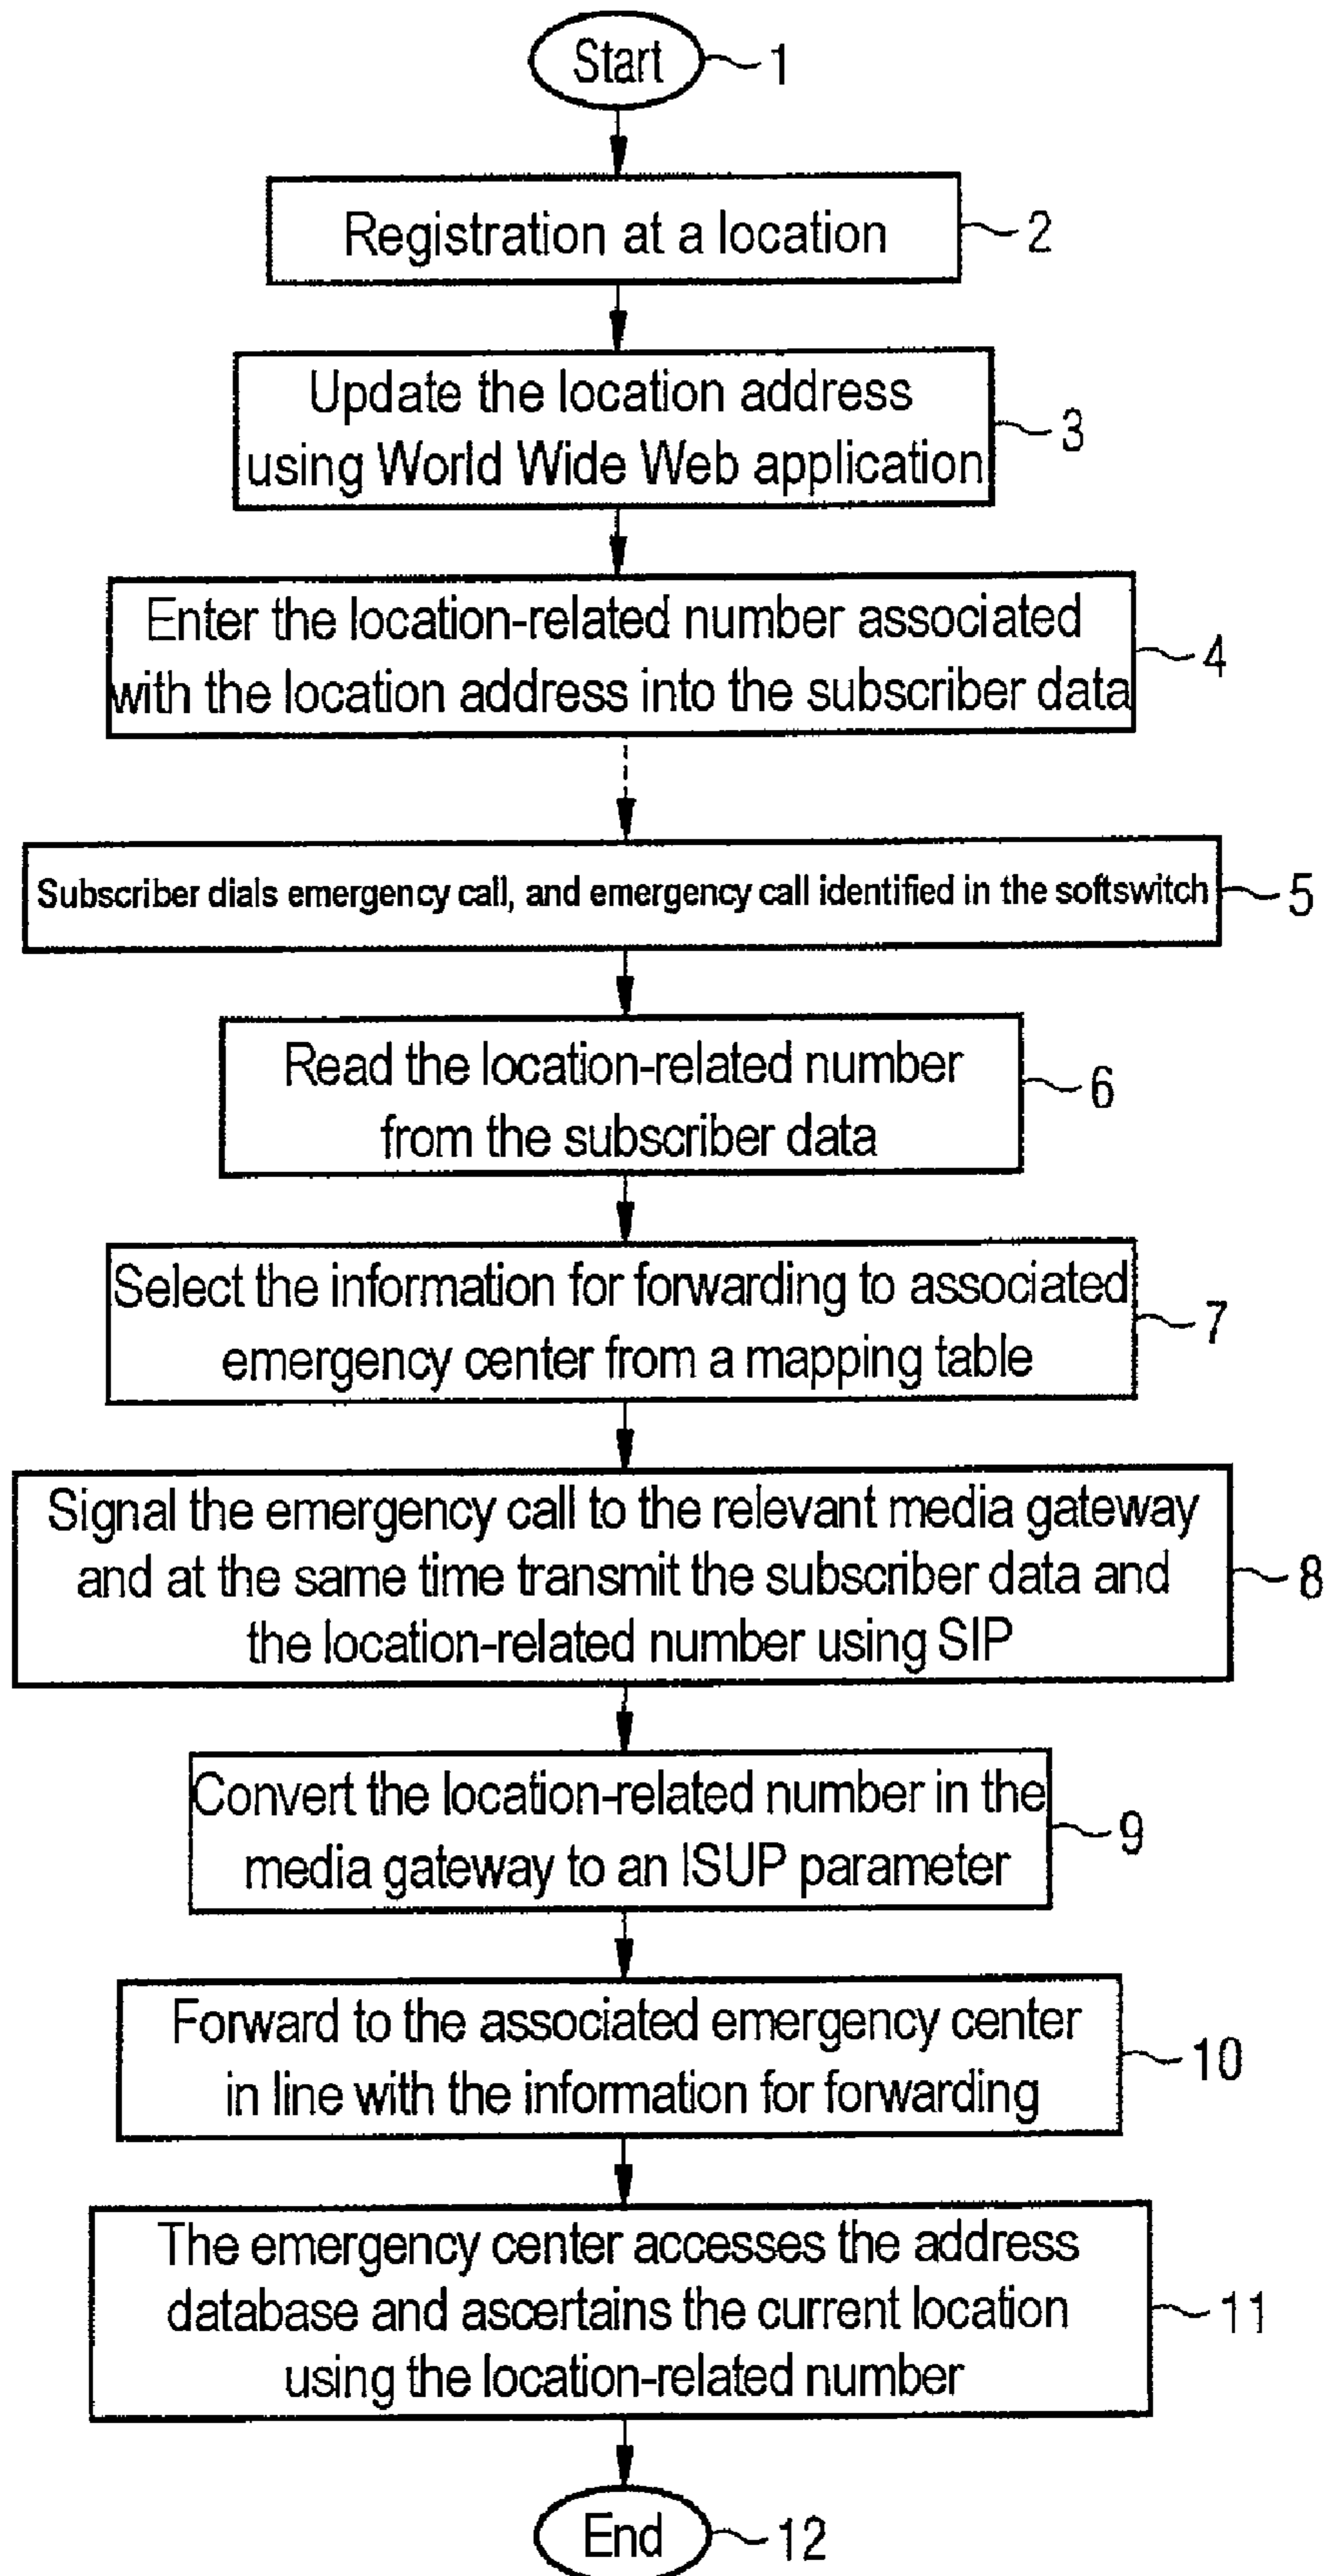 Start
1
Registration at a location
2
Update the location address
using World Wide Web application
3
Enter the location-related number associated
with the location address into the subscriber data
4
Subscriber dials emergency call, and emergency call identified in the softswitch
5
Read the location-related number
from the subscriber data
6
Select the information for forwarding to associated
emergency center from a mapping table
7
Signal the emergency call to the relevant media gateway
and at the same time transmit the subscriber data and
the location-related number using SIP
8
Convert the location-related number in the
media gateway to an ISUP parameter
9
Forward to the associated emergency center
in line with the information for forwarding
10
The emergency center accesses the address
database and ascertains the current location
using the location-related number
11
End
12